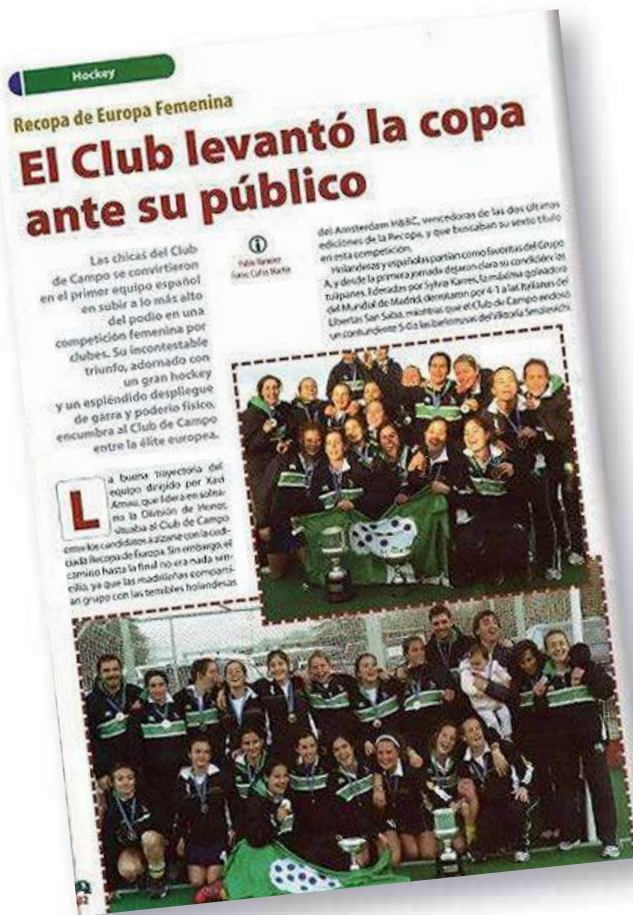 Hockey
Recopa de Europa Femenina
El Club levantó la copa
ante su público
Las chicas del Club
de Campo se convirtieron
en el primer equipo español
en subir a lo más alto
del podio en una
competición femenina por
clubes. Su incontestable
triunfo, adornado con
un gran hockey
y un espléndido despliegue
de garra y poderío físico,
encumbra al Club de Campo
entre la élite europea.
La buena trayectoria del
equipo dirigido por Xavi
Arnau, que lidera en solita-
rio la División de Honor,
situaba al Club de Campo
entre los candidatos a alzarse con la codi-
ciada Recopa de Europa. Sin embargo, el
camino hasta la final no era nada sen-
cillo, ya que las madrileñas compartí-
an grupo con las temibles holandesas
del Amsterdam H&BC, vencedoras de las dos últimas
ediciones de la Recopa, y que buscaban su sexto título
en esta competición.
Holandesas y españolas partían como favoritas del Grupo
A, y desde la primera jornada dejaron clara su condición: las
tulipanes, lideradas por Sylvia Karres, la máxima goleadora
del Mundial de Madrid, derrotaron por 4-1 a las italianas del
Libertas San Saba, mientras que el Club de Campo endosó
un contundente 5-0 a las bielorrusas del Viktoria Smolevichi